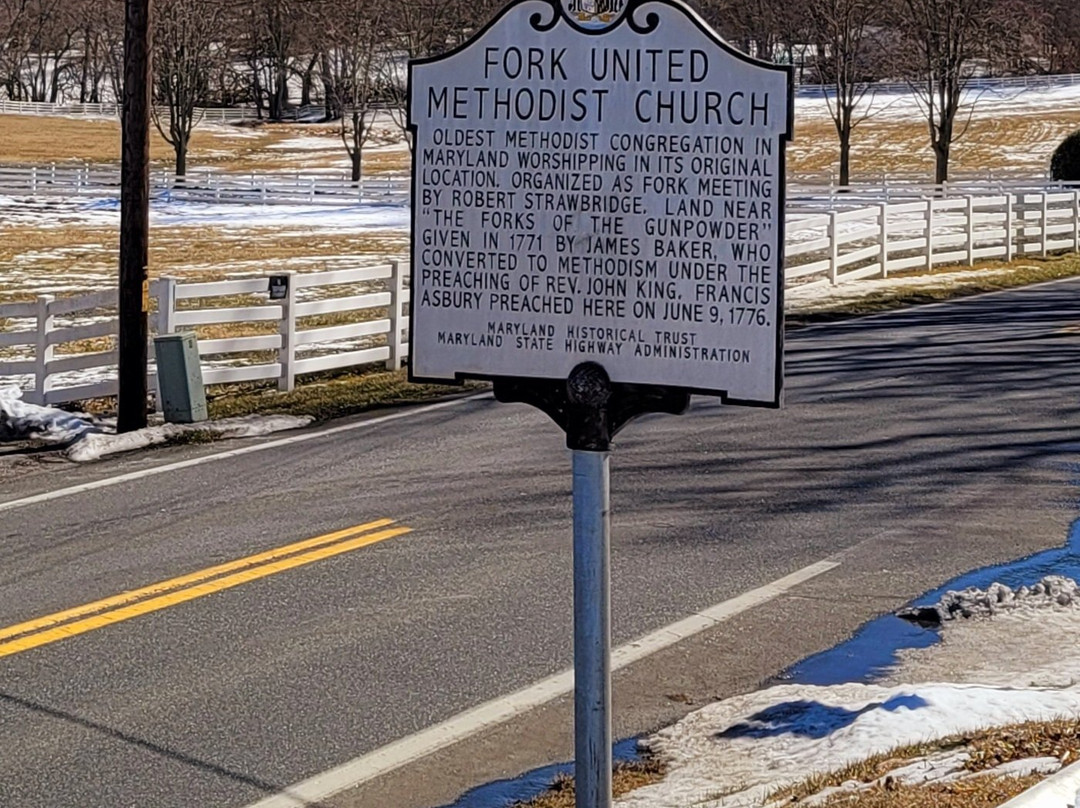 FORK UNITED
METHODIST CHURCH
OLDEST METHODIST CONGREGATION IN
MARYLAND WORSHIPPING IN ITS ORIGINAL
LOCATION. ORGANIZED AS FORK MEETING
BY ROBERT STRAWBRIDGE. LAND NEAR
"THE FORKS OF THE GUNPOWDER"
GIVEN IN 1771 BY JAMES BAKER, WHO
CONVERTED TO METHODISM UNDER THE
PREACHING OF REV. JOHN KING. FRANCIS
ASBURY PREACHED HERE ON JUNE 9, 1776.
MARYLAND HISTORICAL TRUST
MARYLAND STATE HIGHWAY ADMINISTRATION